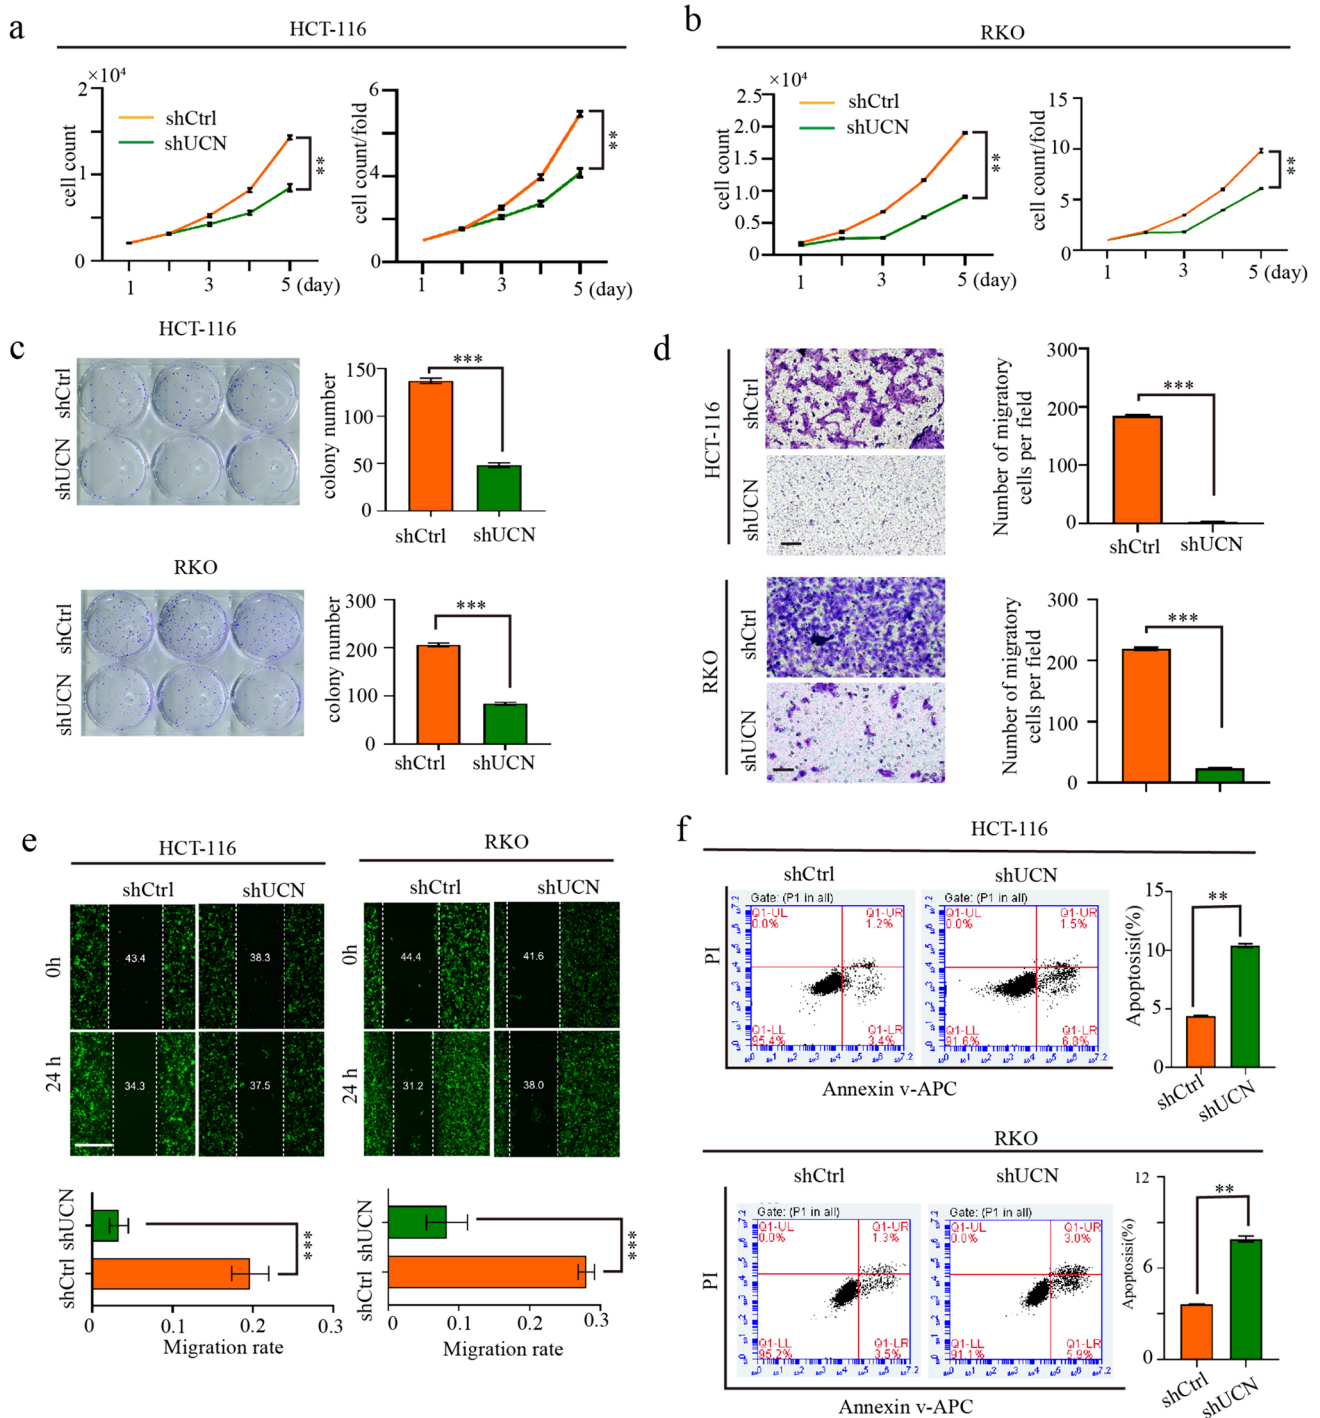 a
HCT-116
×10⁴
2
1
0
cell count
shCtrl
shUCN
**
1 3 5 (day)
6
4
2
0
cell count/fold
**
1 3 5 (day)
b
RKO
×10⁴
2.5
2.0
1.5
1.0
0.5
0
cell count
shCtrl
shUCN
**
1 3 5 (day)
15
10
5
0
cell count/fold
**
1 3 5 (day)
c
HCT-116
shCtrl
shUCN
150
100
50
0
colony number
***
shCtrl shUCN
RKO
shCtrl
shUCN
300
200
100
0
colony number
***
shCtrl shUCN
d
HCT-116
shCtrl
shUCN
300
200
100
0
Number of migratory
cells per field
***
shCtrl shUCN
RKO
shCtrl
shUCN
300
200
100
0
Number of migratory
cells per field
***
e
HCT-116
shCtrl shUCN
0h
43.4 38.3
24 h
34.3 37.5
RKO
shCtrl shUCN
0h
44.4 41.6
24 h
31.2 38.0
shUCN
shCtrl
***
0 0.1 0.2 0.3
Migration rate
shUCN
shCtrl
***
0 0.1 0.2 0.3
Migration rate
f
HCT-116
shCtrl
Gate: (P1 in all)
Q1-UL
0.0%
Q1-UR
1.2%
Q1-LL
95.4%
Q1-LR
3.4%
shUCN
Gate: (P1 in all)
Q1-UL
0.0%
Q1-UR
1.5%
Q1-LL
91.6%
Q1-LR
6.8%
PI
Annexin v-APC
15
10
5
0
Apoptosisi(%)
**
shCtrl
shUCN
RKO
shCtrl
Gate: (P1 in all)
Q1-UL
0.0%
Q1-UR
1.3%
Q1-LL
95.2%
Q1-LR
3.5%
shUCN
Gate: (P1 in all)
Q1-UL
0.0%
Q1-UR
3.0%
Q1-LL
91.1%
Q1-LR
5.9%
PI
Annexin v-APC
12
8
4
0
Apoptosisi(%)
**
shCtrl
shUCN